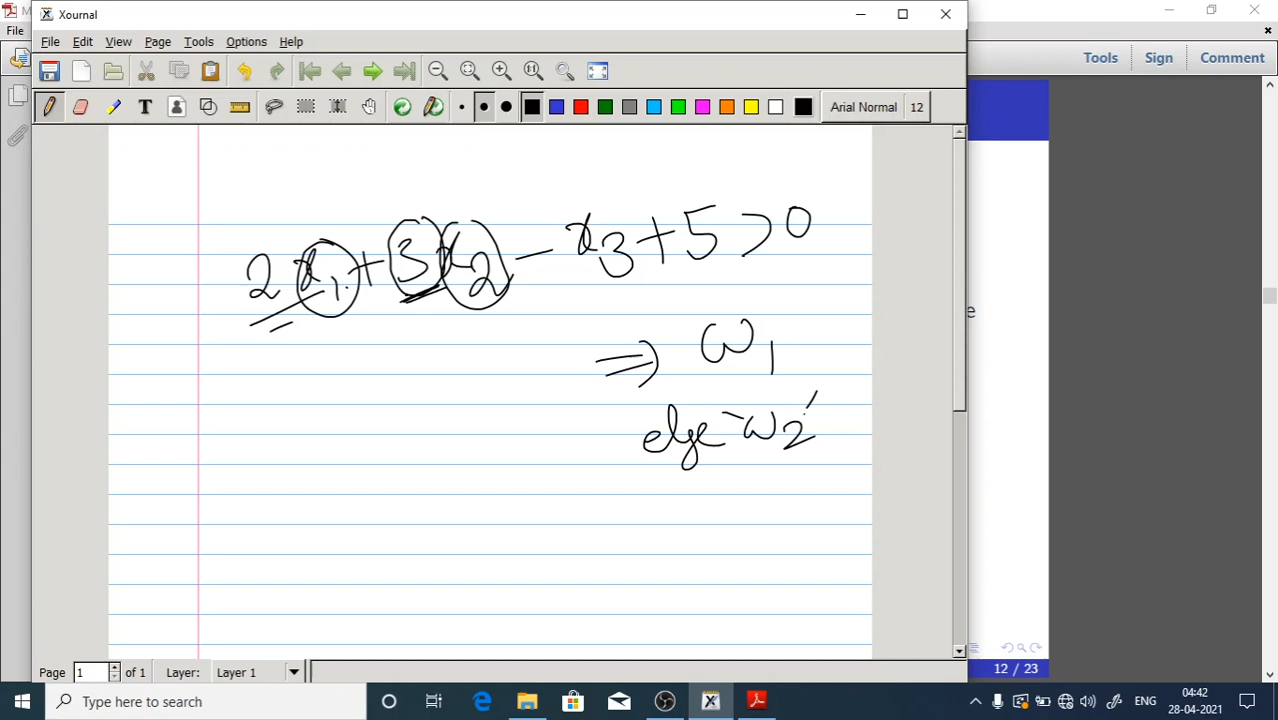 M
File
Xournal
File Edit View Page Tools Options Help
Tools Sign Comment
T Arial Normal 12
2x₁ + 3x₂ - x₃ + 5 > 0
⇒ ω₁
else ω₂
e
Page 1 of 1 Layer: Layer 1
12 / 23
Type here to search
ENG
04:42
28-04-2021